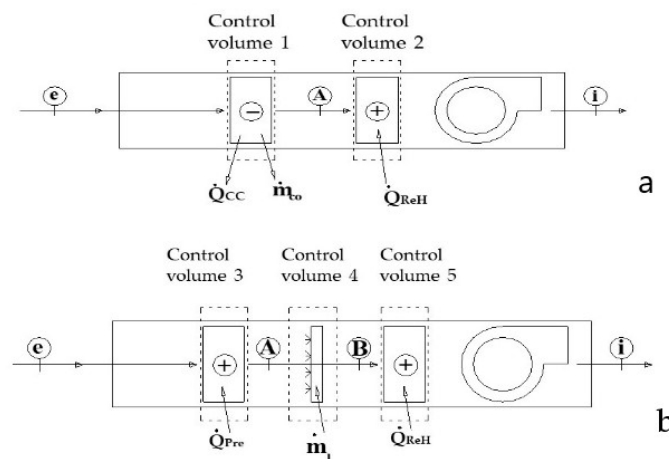 Control
volume 1
Control
volume 2
e
A
i
−
+
Q̇CC
ṁco
Q̇ReH
a
Control
volume 3
Control
volume 4
Control
volume 5
e
A
B
i
+
+
Q̇Pre
ṁ
Q̇ReH
b